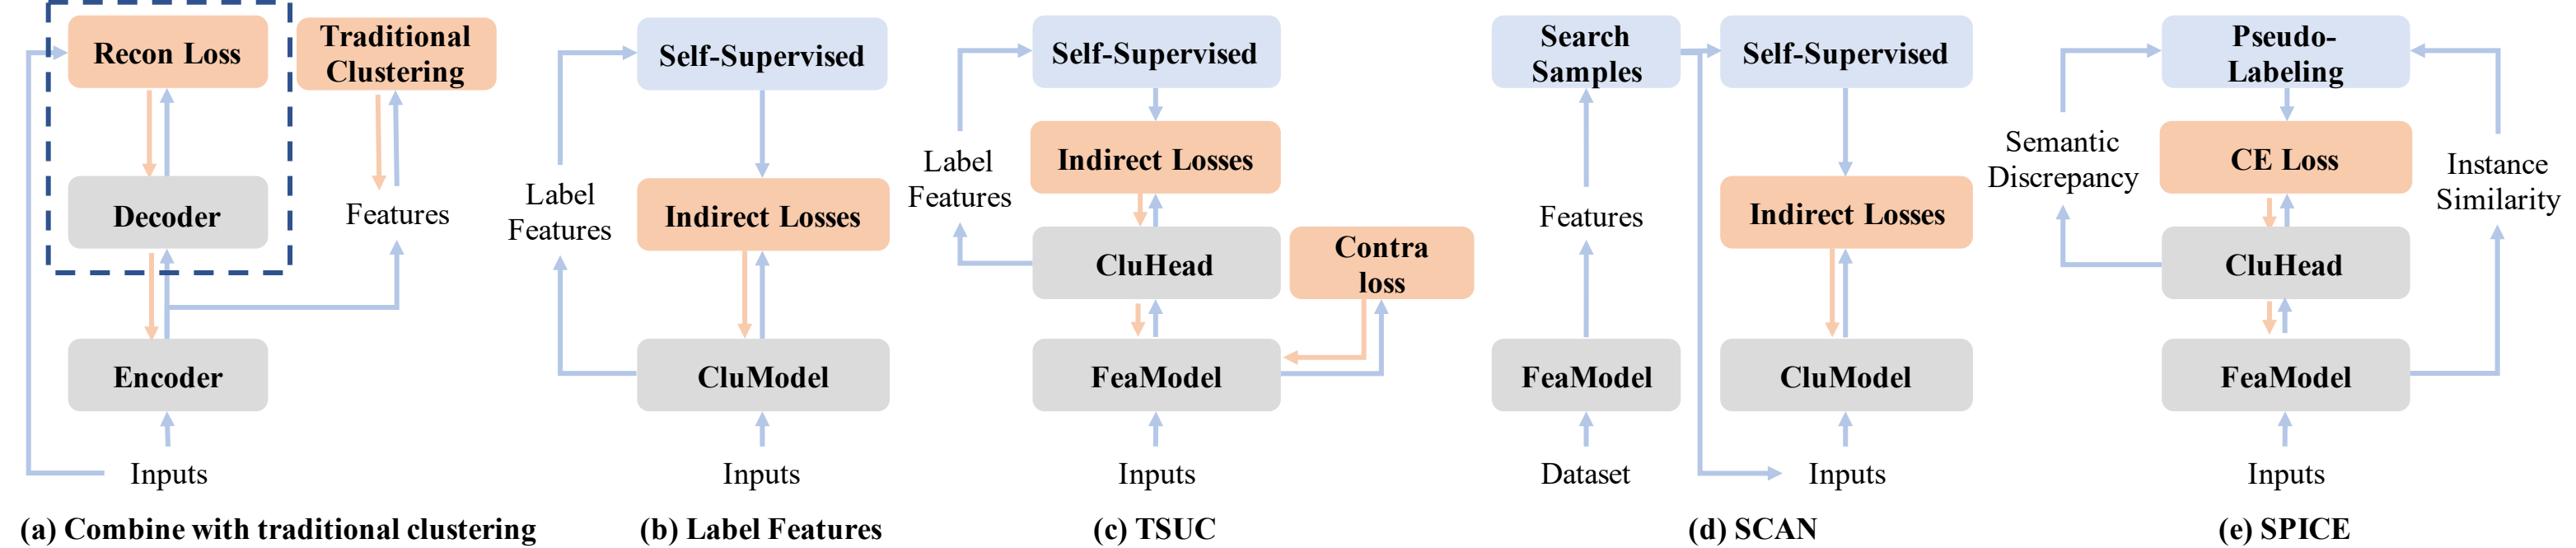 Recon Loss
Traditional
Clustering
Decoder
Features
Encoder
Inputs
(a) Combine with traditional clustering
Self-Supervised
Label
Features
Indirect Losses
CluModel
Inputs
(b) Label Features
Self-Supervised
Indirect Losses
Label
Features
CluHead
Contra
loss
FeaModel
Inputs
(c) TSUC
Search
Samples
Self-Supervised
Features
Indirect Losses
FeaModel
CluModel
Dataset
Inputs
(d) SCAN
Pseudo-
Labeling
Semantic
Discrepancy
CE Loss
Instance
Similarity
CluHead
FeaModel
Inputs
(e) SPICE